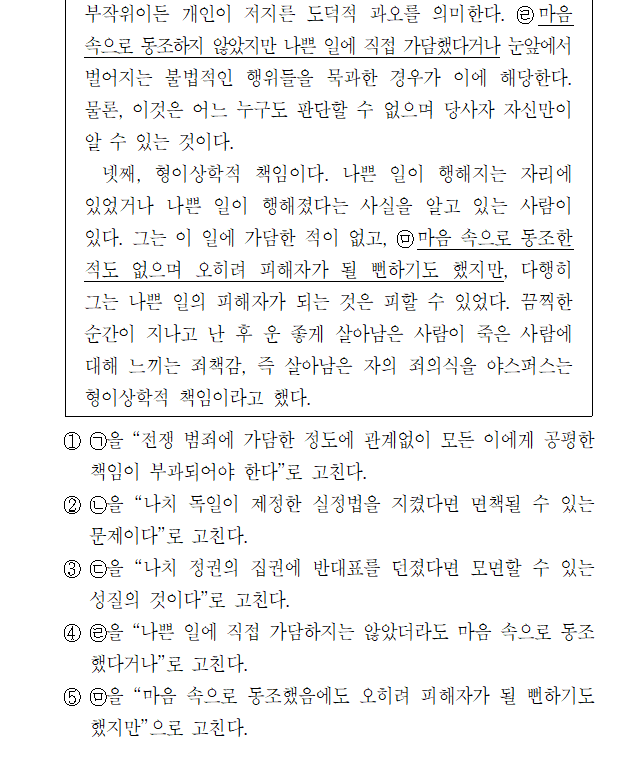 부작위이든 개인이 저지른 도덕적 과오를 의미한다. ㉣마음
속으로 동조하지 않았지만 나쁜 일에 직접 가담했다거나 눈앞에서
벌어지는 불법적인 행위들을 묵과한 경우가 이에 해당한다.
물론, 이것은 어느 누구도 판단할 수 없으며 당사자 자신만이
알 수 있는 것이다.
넷째, 형이상학적 책임이다. 나쁜 일이 행해지는 자리에
있었거나 나쁜 일이 행해졌다는 사실을 알고 있는 사람이
있다. 그는 이 일에 가담한 적이 없고, ㉤마음 속으로 동조한
적도 없으며 오히려 피해자가 될 뻔하기도 했지만, 다행히
그는 나쁜 일의 피해자가 되는 것은 피할 수 있었다. 끔찍한
순간이 지나고 난 후 운 좋게 살아남은 사람이 죽은 사람에
대해 느끼는 죄책감, 즉 살아남은 자의 죄의식을 야스퍼스는
형이상학적 책임이라고 했다.
① ㉠을 “전쟁 범죄에 가담한 정도에 관계없이 모든 이에게 공평한
책임이 부과되어야 한다”로 고친다.
② ㉡을 “나치 독일이 제정한 실정법을 지켰다면 면책될 수 있는
문제이다”로 고친다.
③ ㉢을 “나치 정권의 집권에 반대표를 던졌다면 모면할 수 있는
성질의 것이다”로 고친다.
④ ㉣을 “나쁜 일에 직접 가담하지는 않았더라도 마음 속으로 동조
했다거나”로 고친다.
⑤ ㉤을 “마음 속으로 동조했음에도 오히려 피해자가 될 뻔하기도
했지만”으로 고친다.